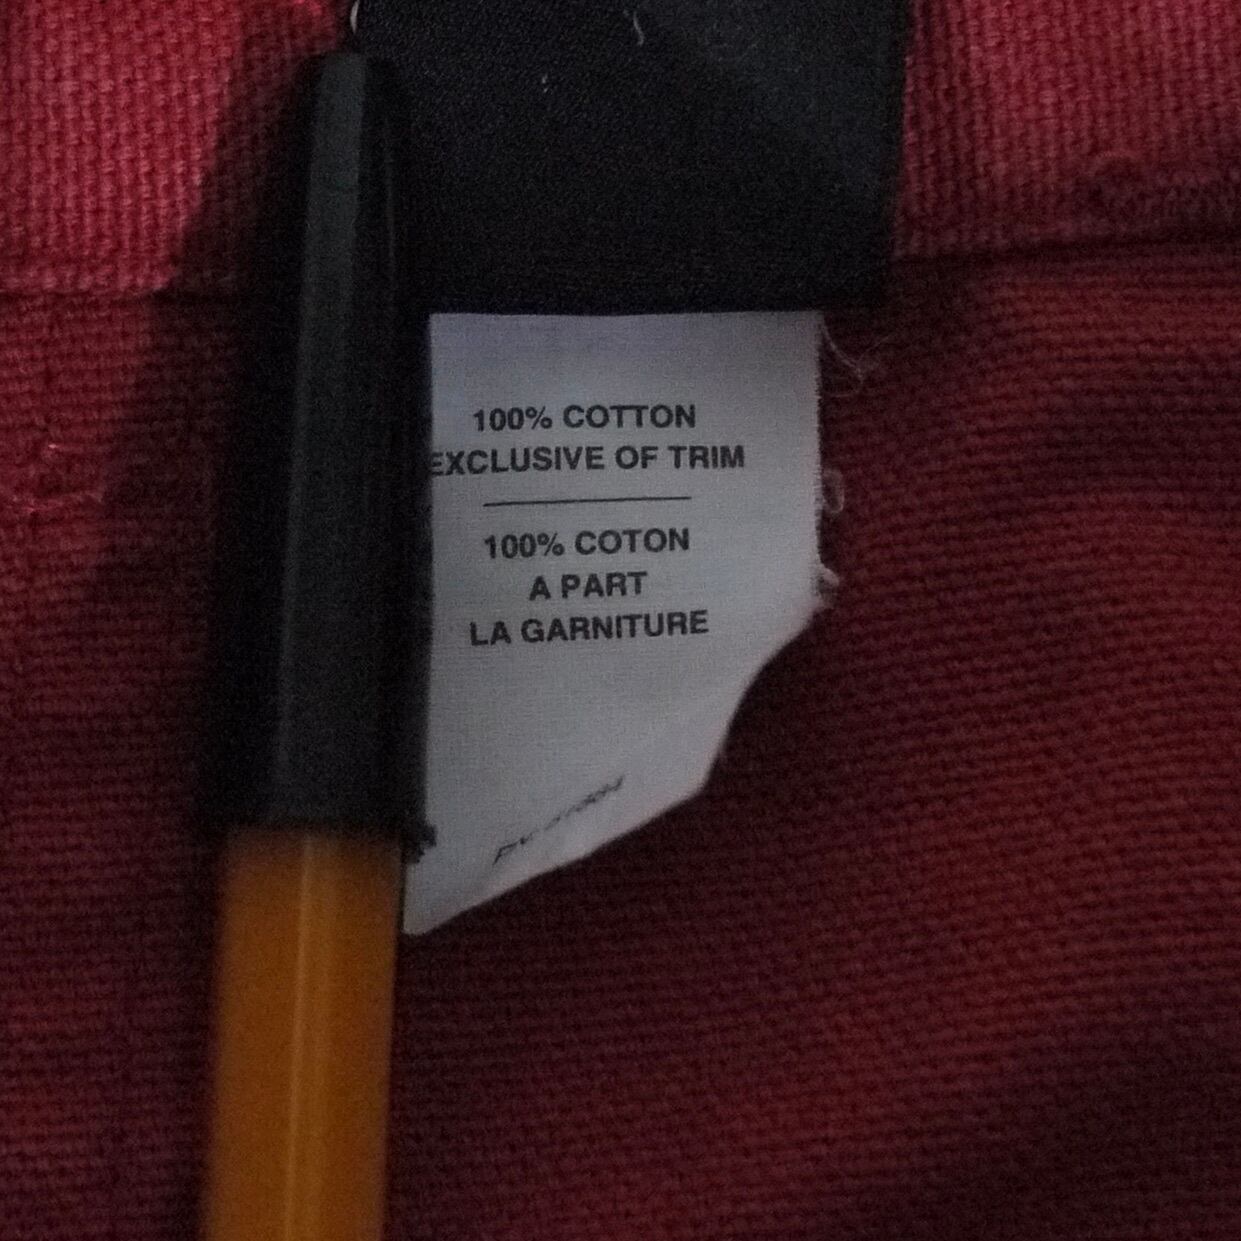 100% COTTON
EXCLUSIVE OF TRIM
100% COTON
A PART
LA GARNITURE